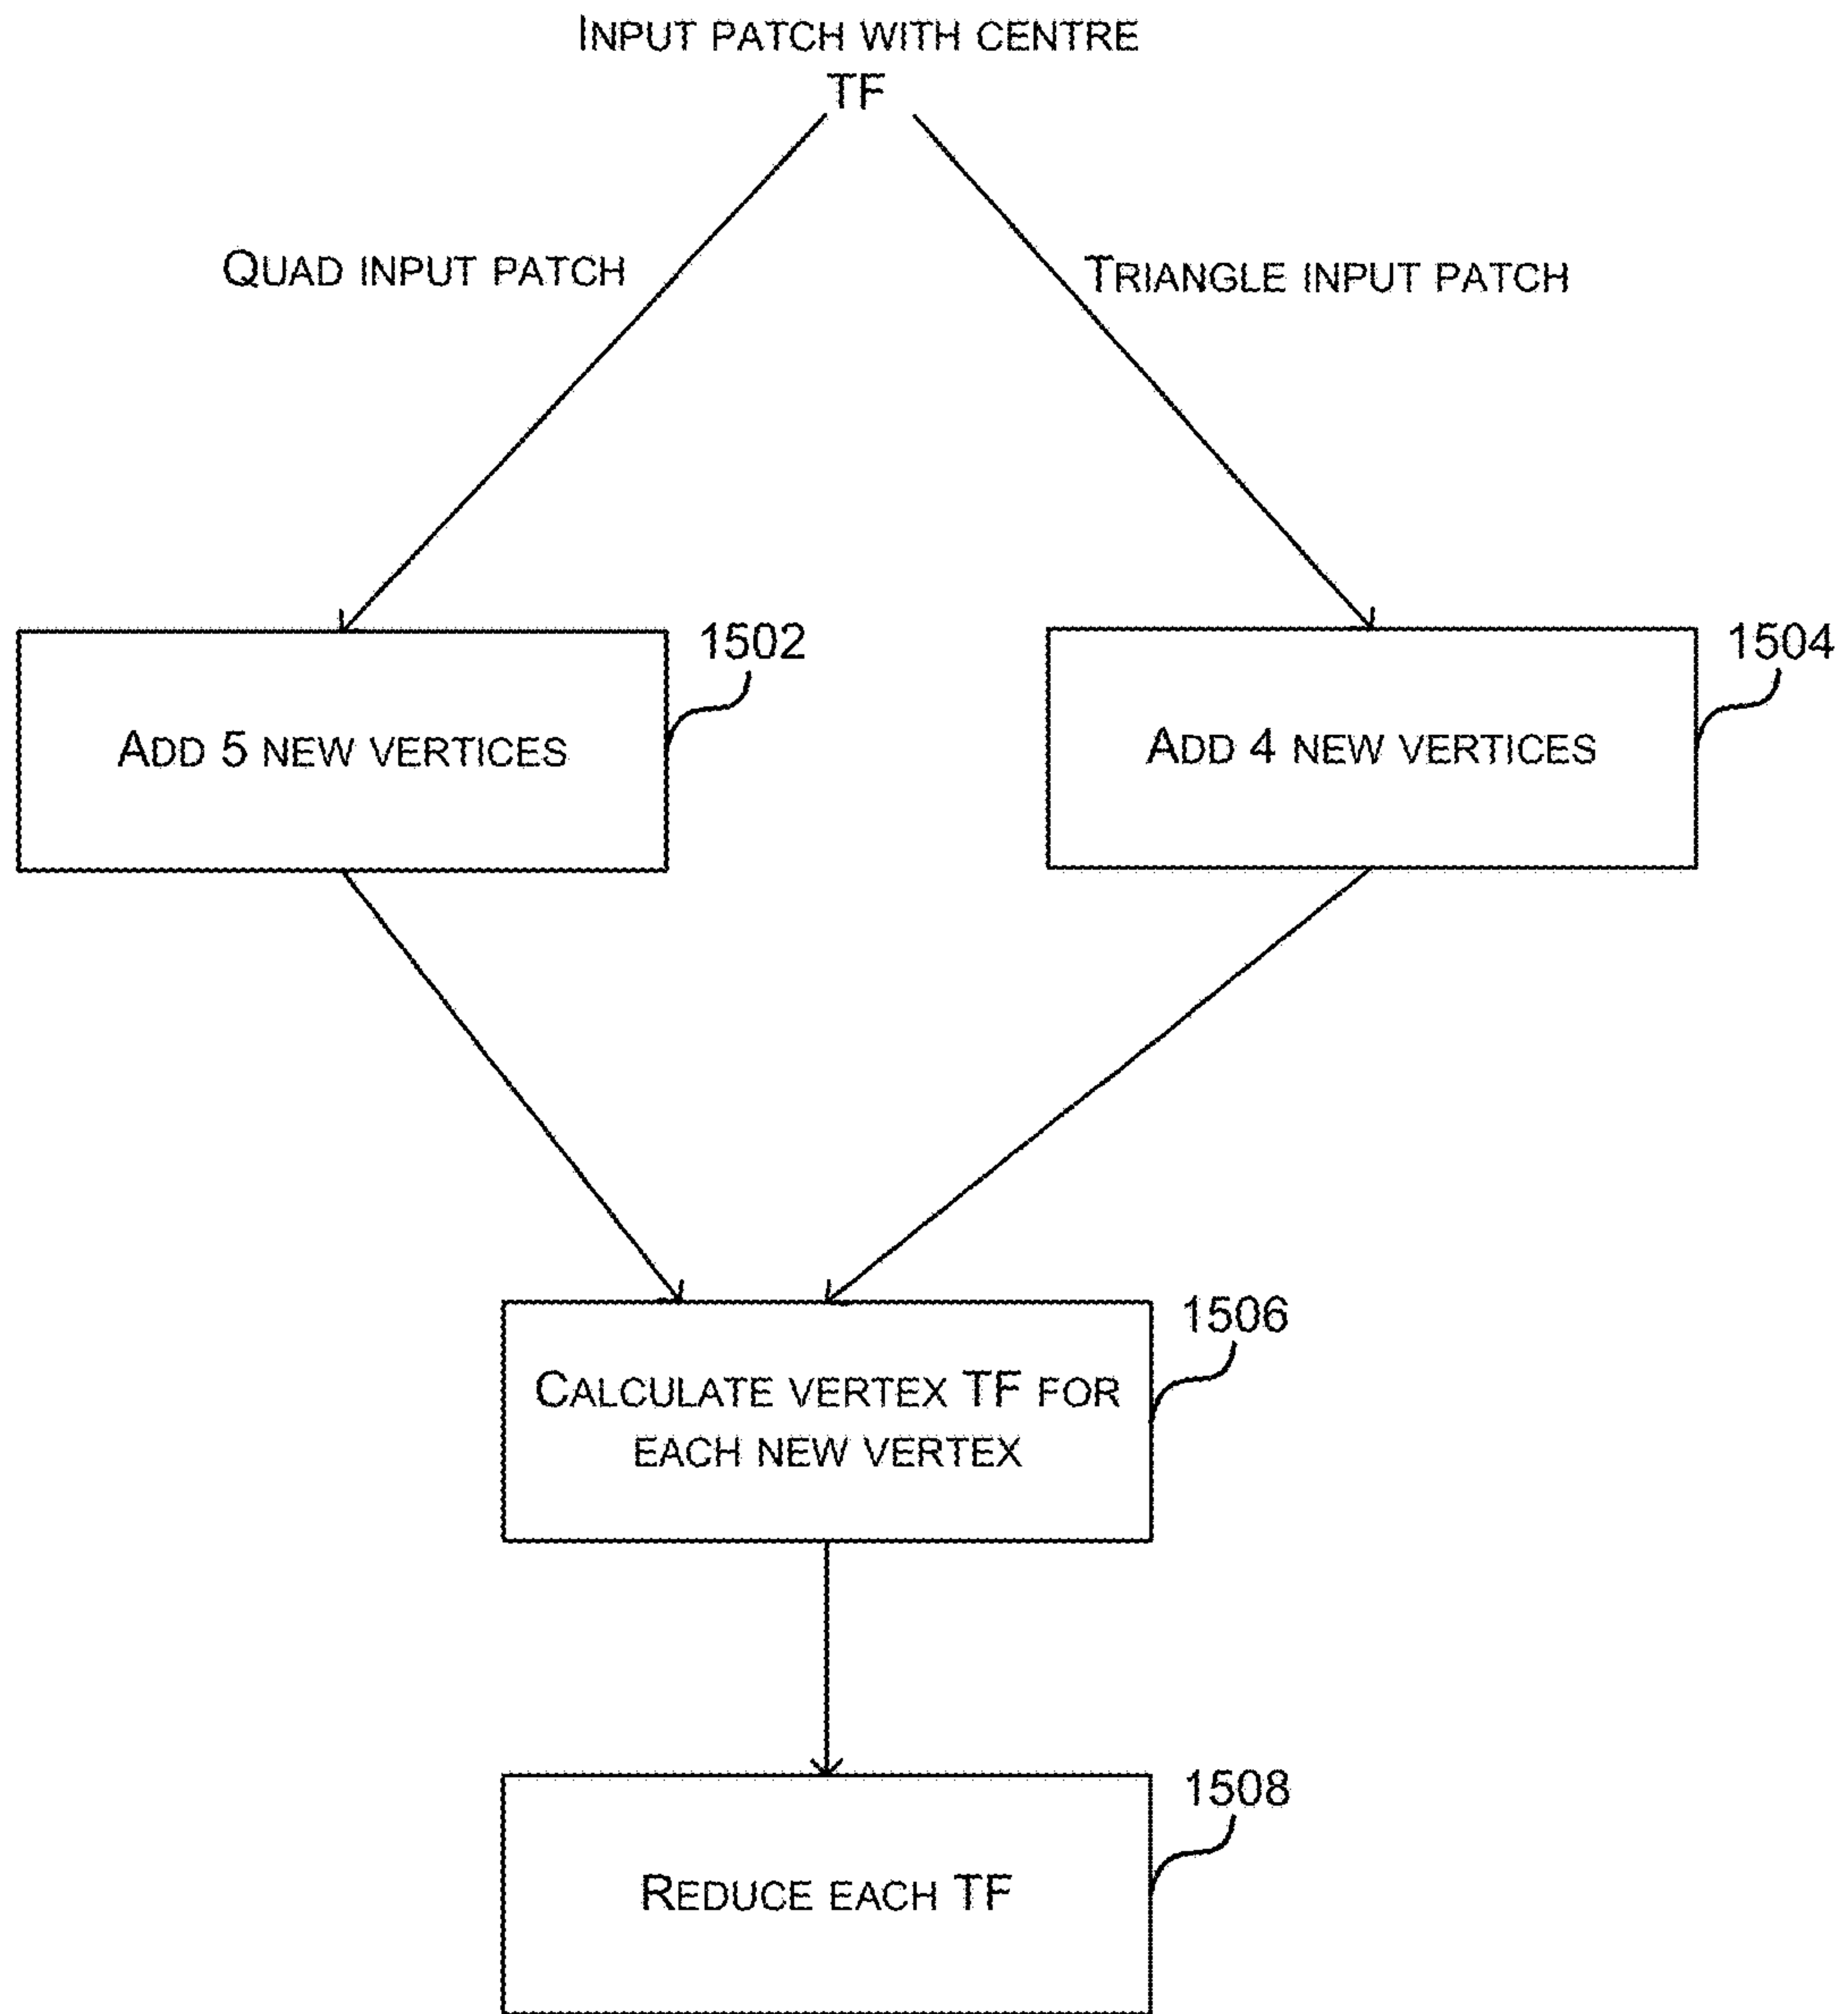 INPUT PATCH WITH CENTRE
TF
QUAD INPUT PATCH
TRIANGLE INPUT PATCH
1502
1504
ADD 5 NEW VERTICES
ADD 4 NEW VERTICES
1506
CALCULATE VERTEX TF FOR
EACH NEW VERTEX
1508
REDUCE EACH TF